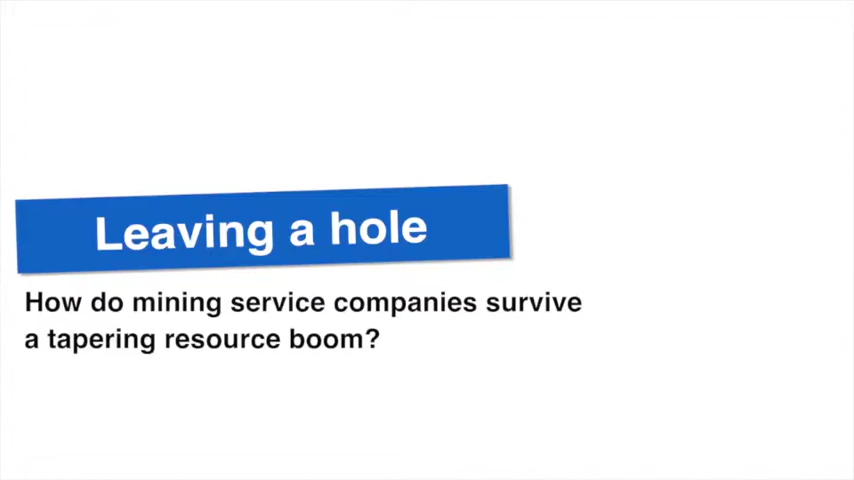 Leaving a hole
How do mining service companies survive
a tapering resource boom?